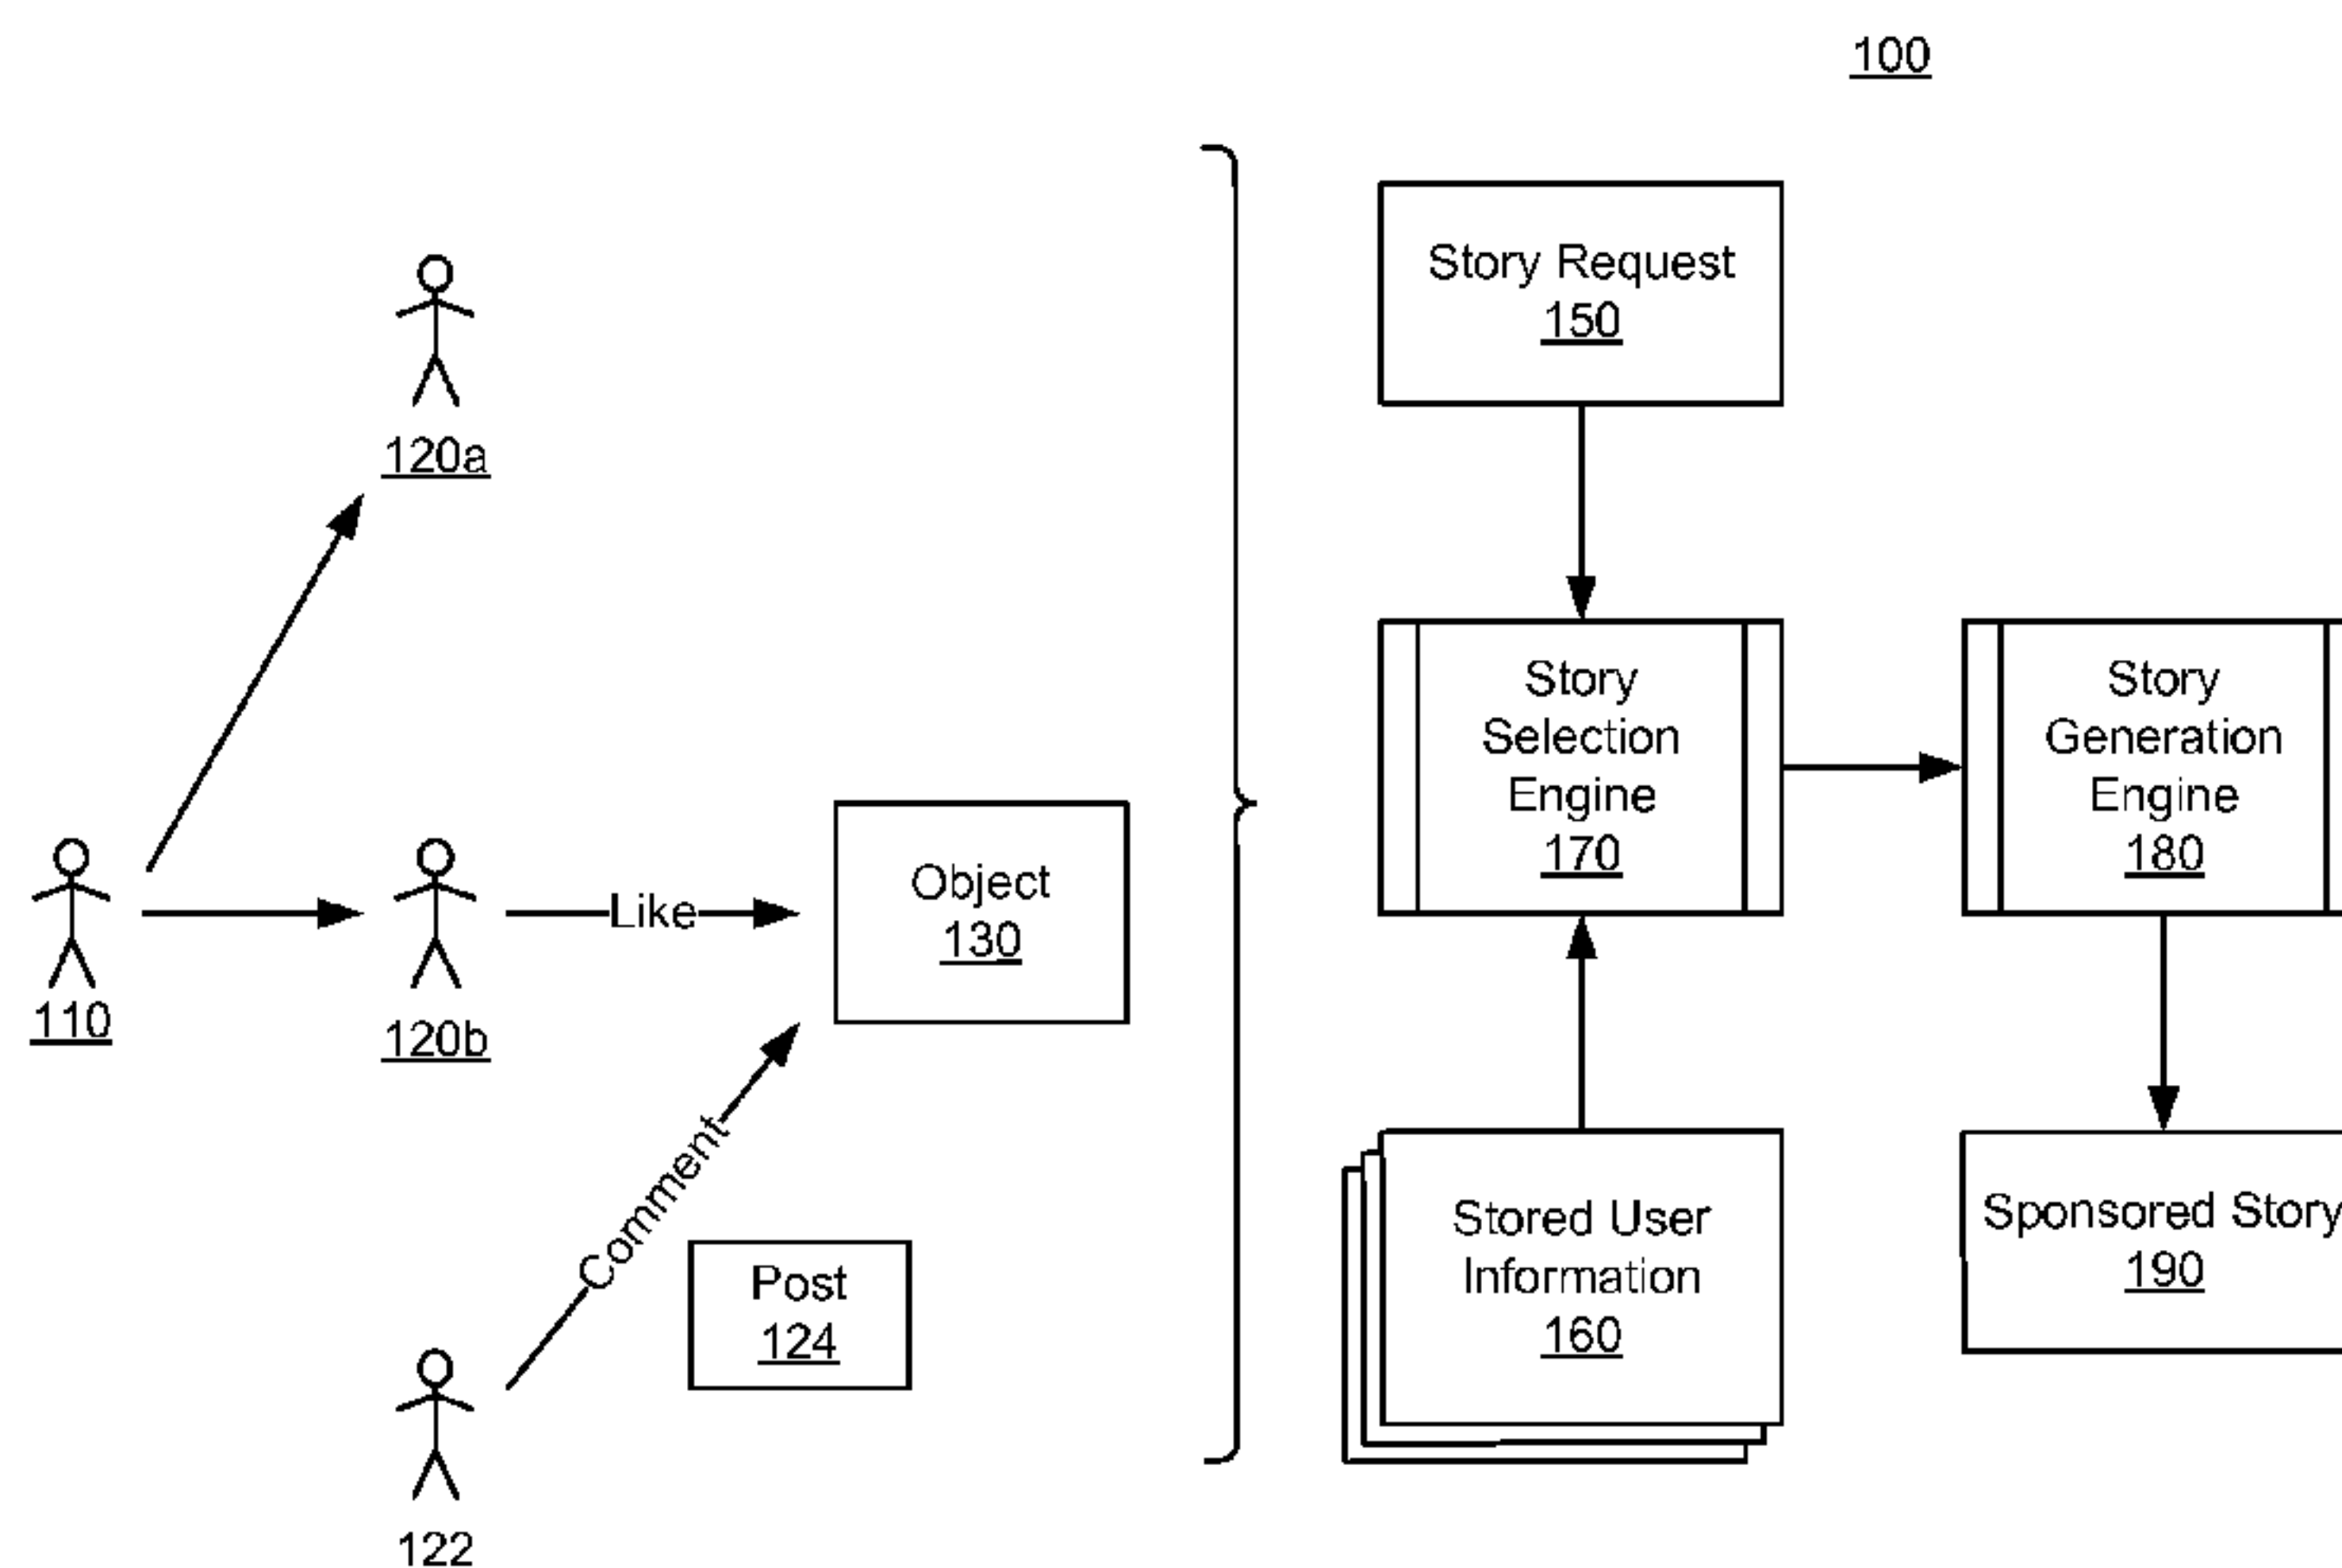 100
120a
110
120b
Like
Object
130
Comment
Post
124
122
Story Request
150
Story
Selection
Engine
170
Story
Generation
Engine
180
Stored User
Information
160
Sponsored Story
190